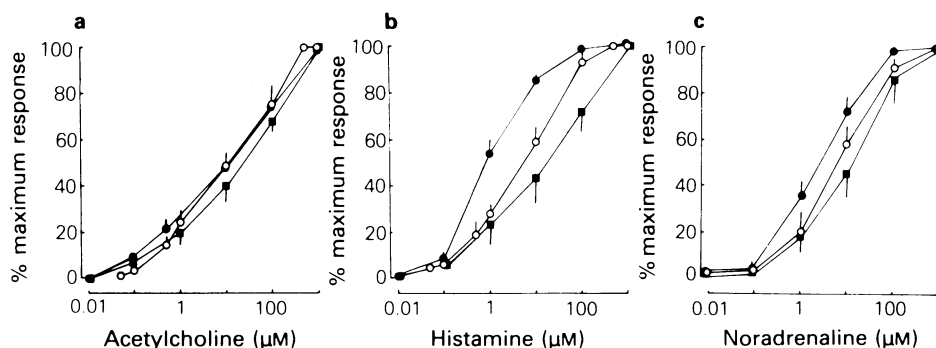 a
% maximum response
100
80
60
40
20
0
0.01 1 100
Acetylcholine (μM)
b
% maximum response
100
80
60
40
20
0
0.01 1 100
Histamine (μM)
c
% maximum response
100
80
60
40
20
0
0.01 1 100
Noradrenaline (μM)